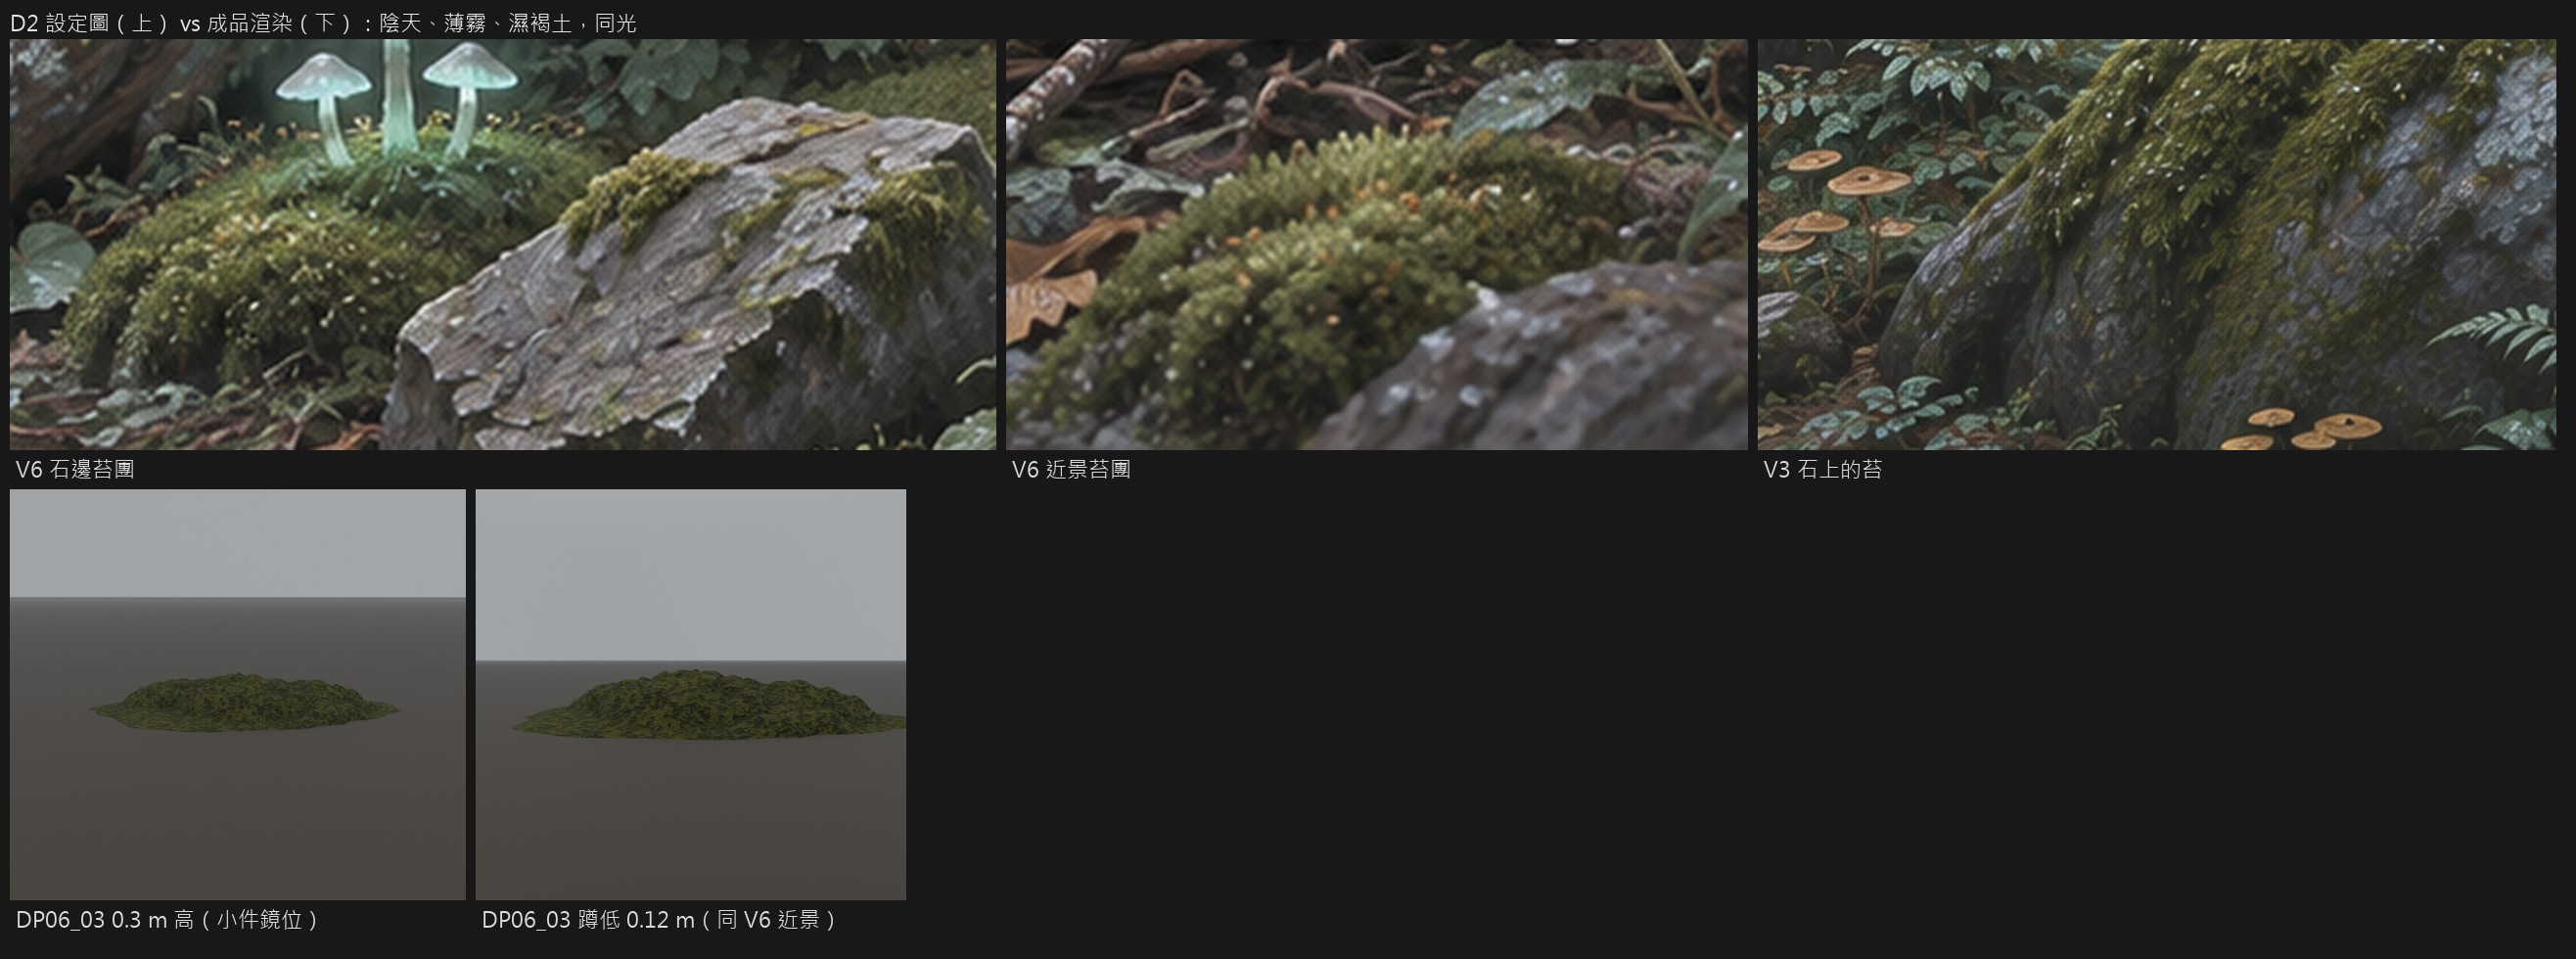 D2 設定圖（上） vs 成品渲染（下）：陰天、薄霧、濕褐土，同光
V6 石邊苔團
V6 近景苔團
V3 石上的苔
DP06_03 0.3 m 高（小件鏡位）
DP06_03 蹲低 0.12 m（同 V6 近景）